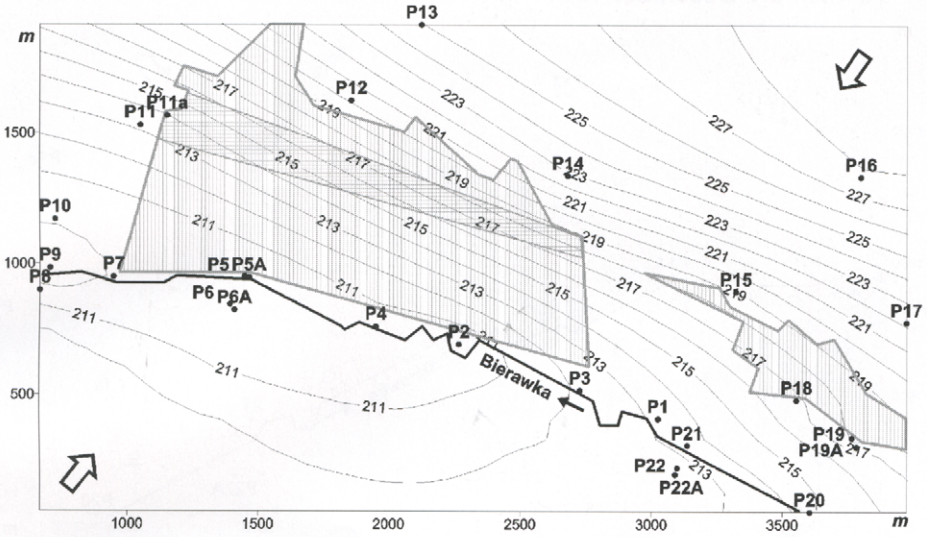 P13
m
223
225
227
215
217
219
P12
P11
P11a
221
1500
P14
223
P16
213
215
217
219
225
227
221
223
225
P10
211
213
215
217
219
221
223
1000
P9
P8
P7
P5
P5A
P6
P6A
211
213
215
217
P15
219
221
P17
211
P4
P2
213
215
217
219
211
Bierawka
P3
500
211
P1
P18
P21
P19
P19A
217
P22
P22A
213
215
P20
1000
1500
2000
2500
3000
3500
m